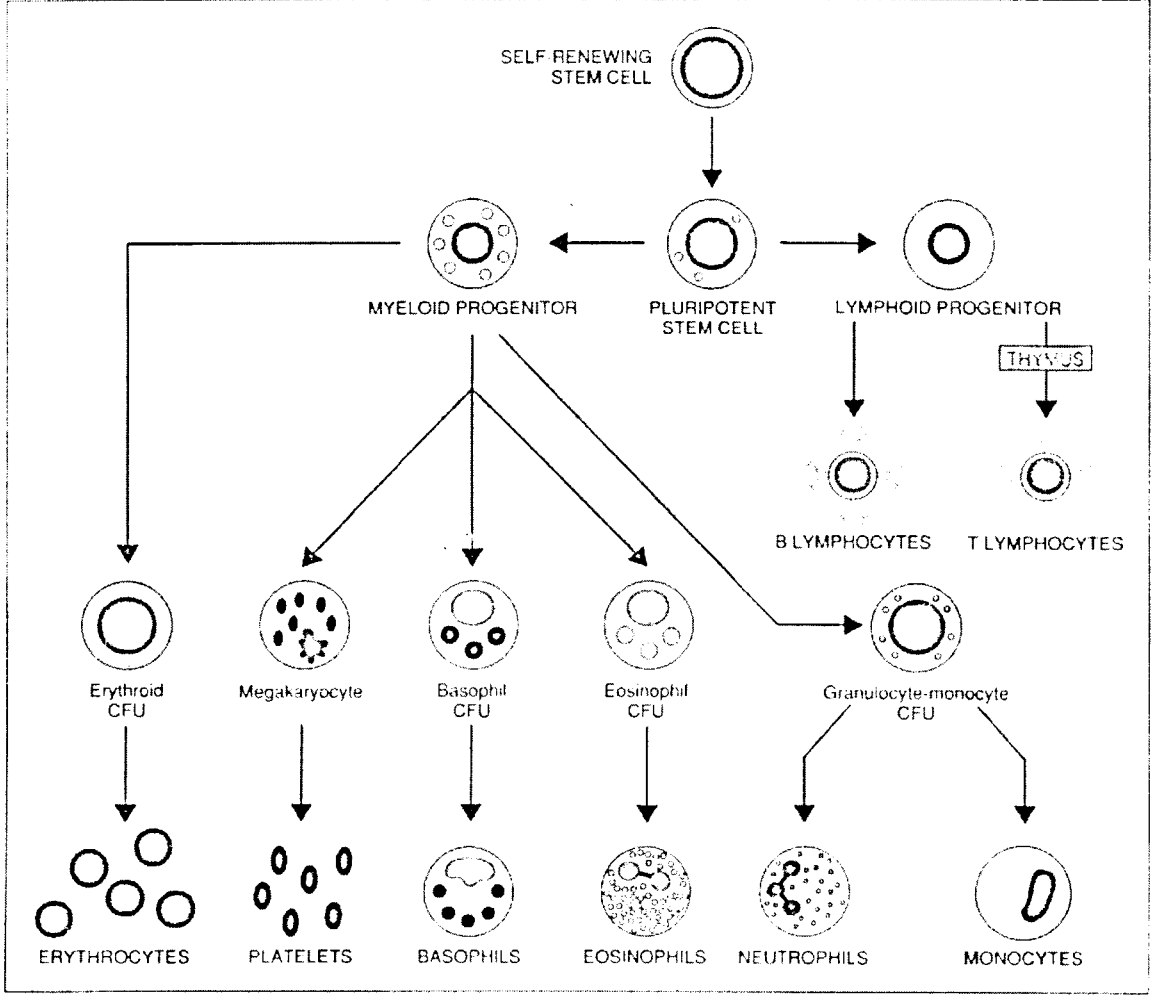 SELF-RENEWING
STEM CELL
MYELOID PROGENITOR
PLURIPOTENT
STEM CELL
LYMPHOID PROGENITOR
THYMUS
B LYMPHOCYTES
T LYMPHOCYTES
Erythroid
CFU
Megakaryocyte
Basophil
CFU
Eosinophil
CFU
Granulocyte-monocyte
CFU
ERYTHROCYTES
PLATELETS
BASOPHILS
EOSINOPHILS
NEUTROPHILS
MONOCYTES